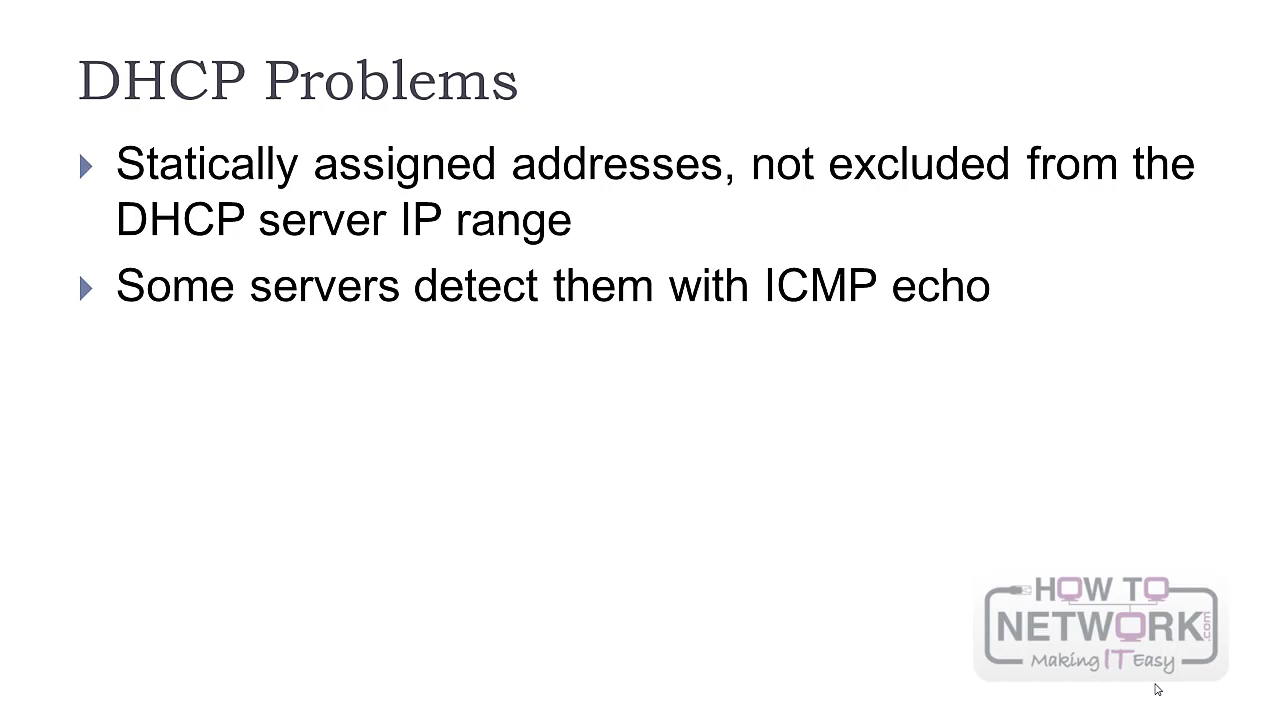 DHCP Problems
Statically assigned addresses, not excluded from the
DHCP server IP range
Some servers detect them with ICMP echo
HOW TO
NETWORK.com
Making IT Easy